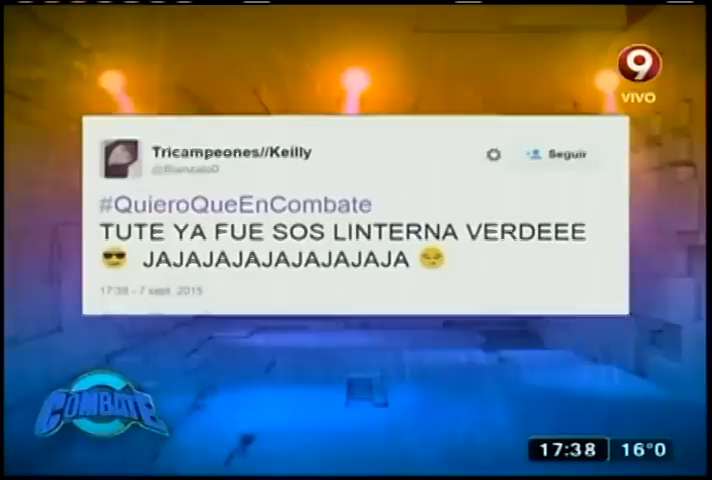 9
VIVO
Tricampeones//Keilly
Seguir
#QuieroQueEnCombate
TUTE YA FUE SOS LINTERNA VERDEEE
😎 JAJAJAJAJAJAJAJAJA 😒
17:38 - 7 sept. 2015
COMBATE
17:38 16°0